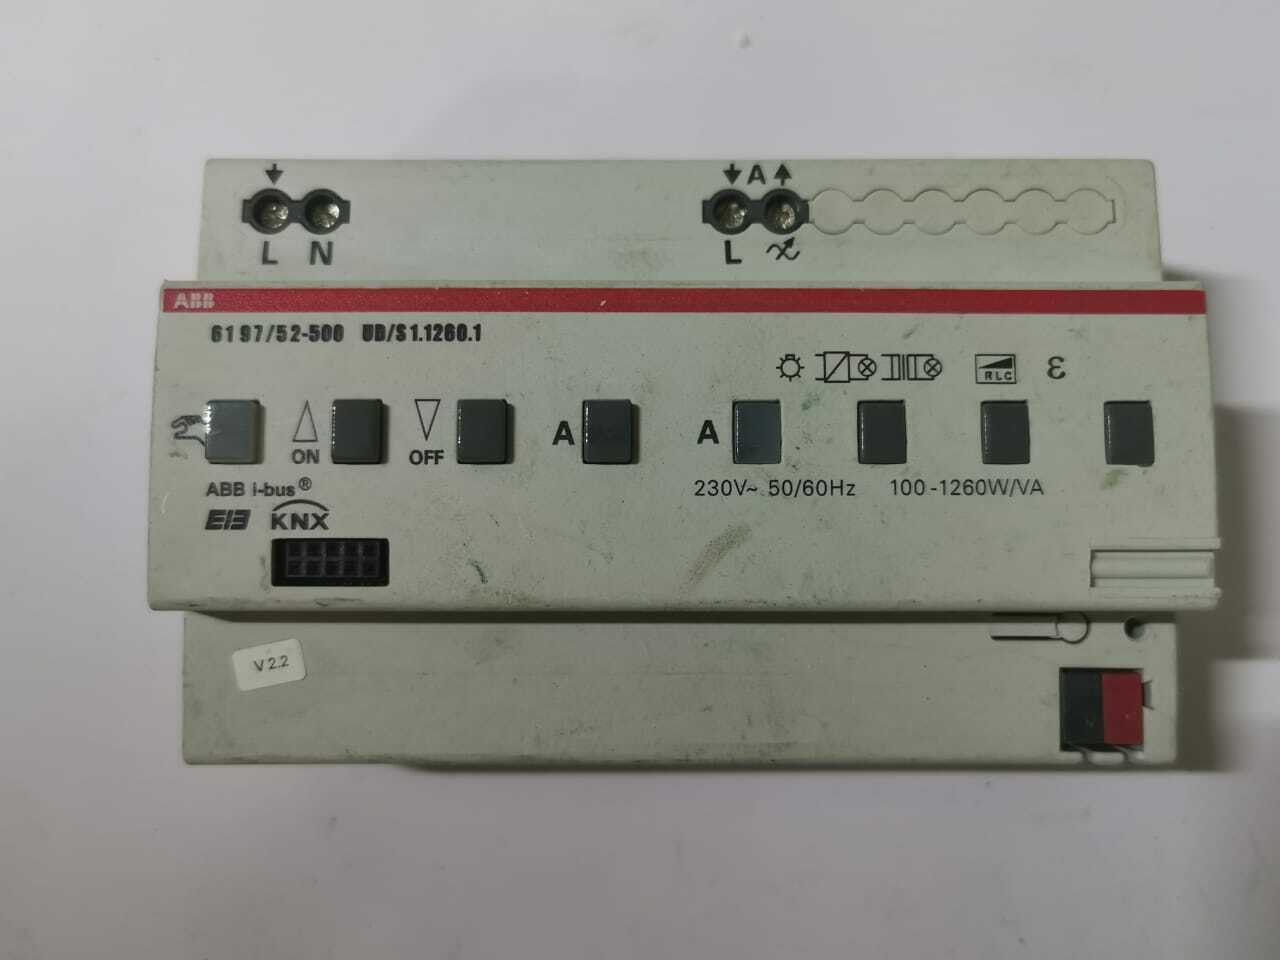 A
L N L
ABB
6197/52-500 UD/S1.1260.1
RLC ε
ON OFF A A
ABB i-bus® 230V~ 50/60Hz 100-1260W/VA
EIB KNX
V2.2